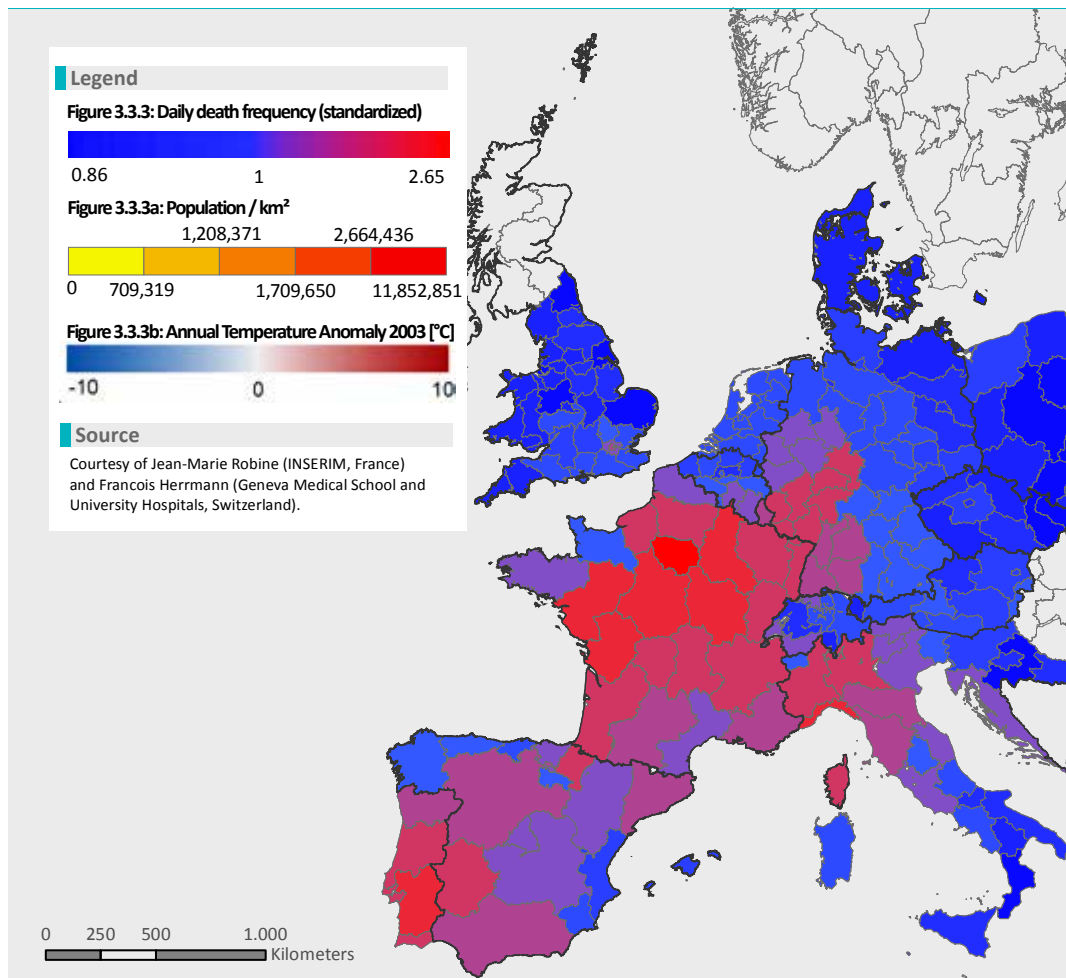 Legend
Figure 3.3.3: Daily death frequency (standardized)
0.86 1 2.65
Figure 3.3.3a: Population / km²
1,208,371 2,664,436
0 709,319 1,709,650 11,852,851
Figure 3.3.3b: Annual Temperature Anomaly 2003 [°C]
-10 0 10
Source
Courtesy of Jean-Marie Robine (INSERIM, France)
and Francois Herrmann (Geneva Medical School and
University Hospitals, Switzerland).
0 250 500 1.000
Kilometers